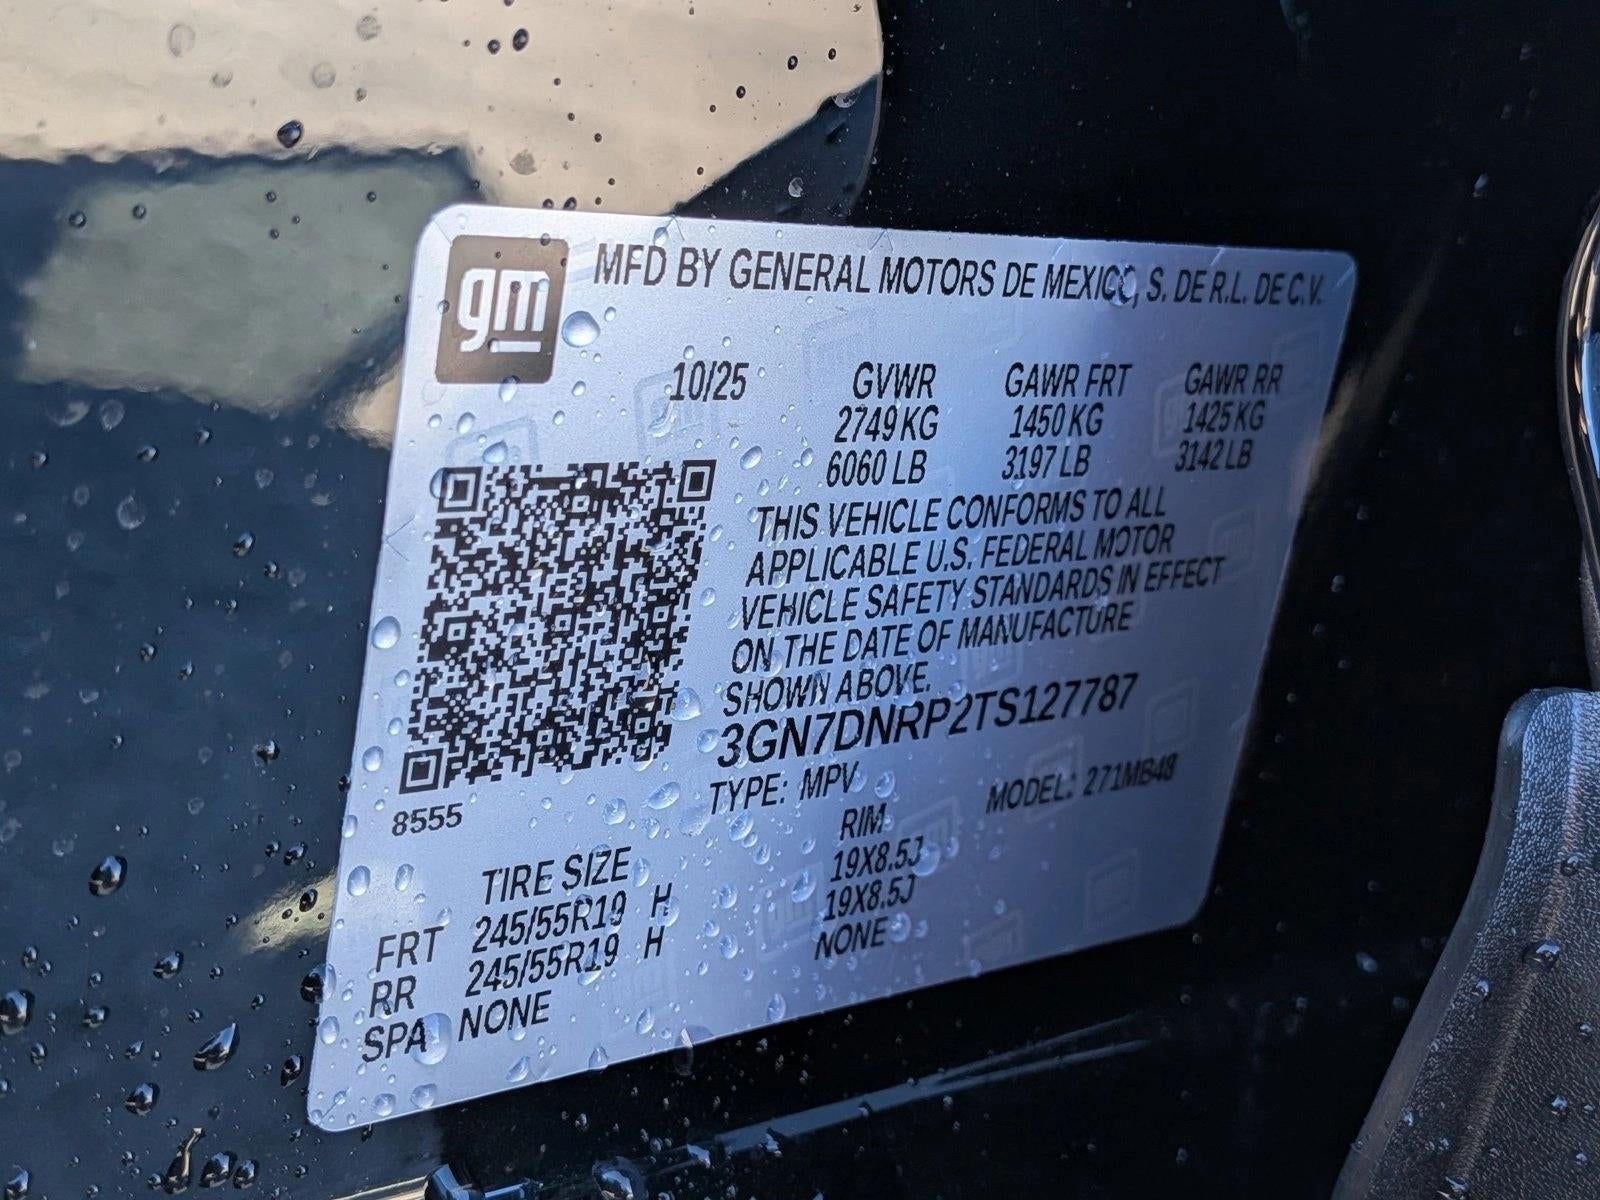 gm
MFD BY GENERAL MOTORS DE MEXICO, S. DE R.L. DE C.V.
10/25 GVWR GAWR FRT GAWR RR
2749 KG 1450 KG 1425 KG
6060 LB 3197 LB 3142 LB
THIS VEHICLE CONFORMS TO ALL
APPLICABLE U.S. FEDERAL MOTOR
VEHICLE SAFETY STANDARDS IN EFFECT
ON THE DATE OF MANUFACTURE
SHOWN ABOVE.
3GN7DNRP2TS127787
TYPE: MPV MODEL: 271MB48
8555
TIRE SIZE RIM
FRT 245/55R19 H 19X8.5J
RR 245/55R19 H 19X8.5J
SPA NONE NONE